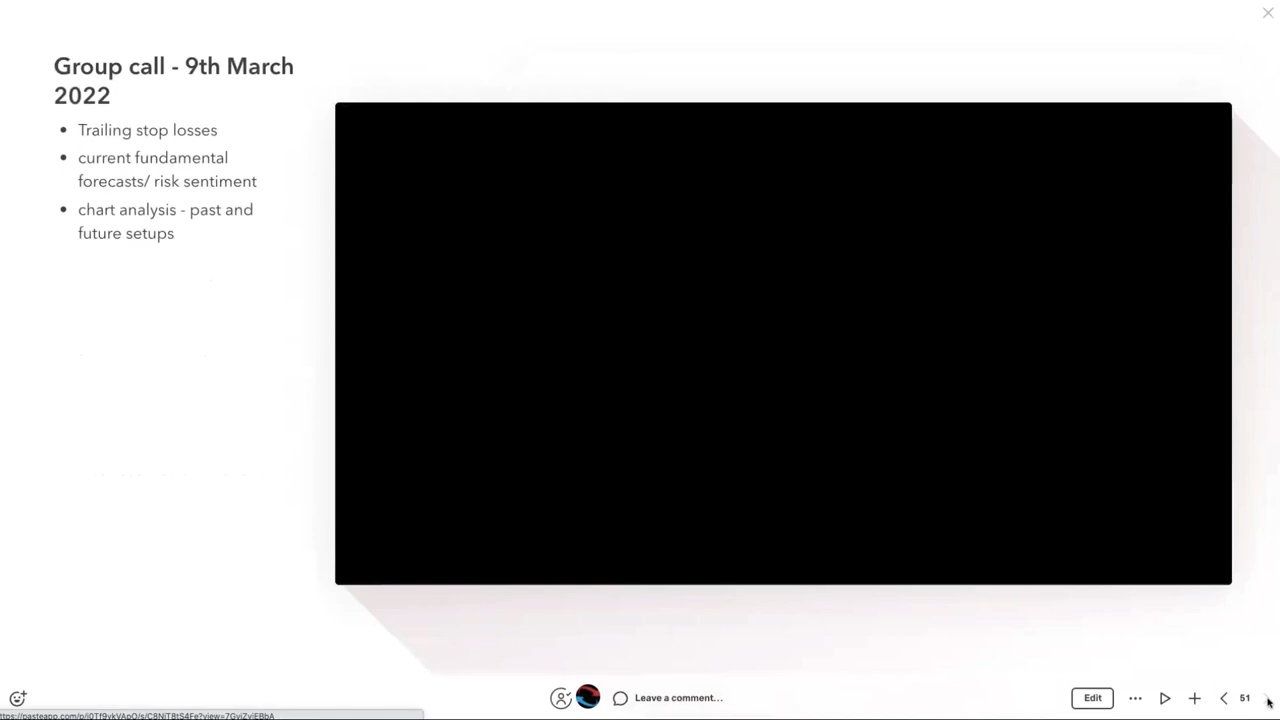 Group call - 9th March
2022
• Trailing stop losses
• current fundamental
forecasts/ risk sentiment
• chart analysis - past and
future setups
Leave a comment...
Edit
51